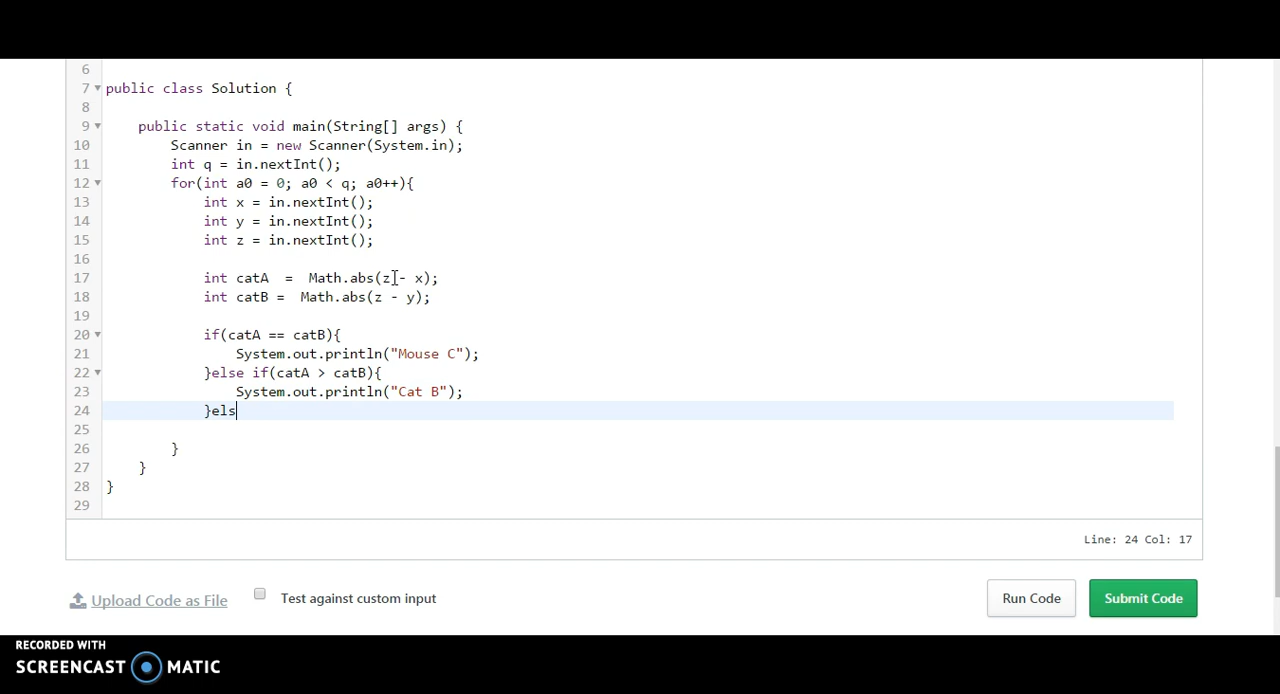 6
7 public class Solution {
8
9 public static void main(String[] args) {
10 Scanner in = new Scanner(System.in);
11 int q = in.nextInt();
12 for(int a0 = 0; a0 < q; a0++){
13 int x = in.nextInt();
14 int y = in.nextInt();
15 int z = in.nextInt();
16
17 int catA  =  Math.abs(z - x);
18 int catB =  Math.abs(z - y);
19
20 if(catA == catB){
21 System.out.println("Mouse C");
22 }else if(catA > catB){
23 System.out.println("Cat B");
24 }els
25
26 }
27 }
28 }
29
Line: 24 Col: 17
Upload Code as File Test against custom input Run Code Submit Code
RECORDED WITH
SCREENCAST MATIC